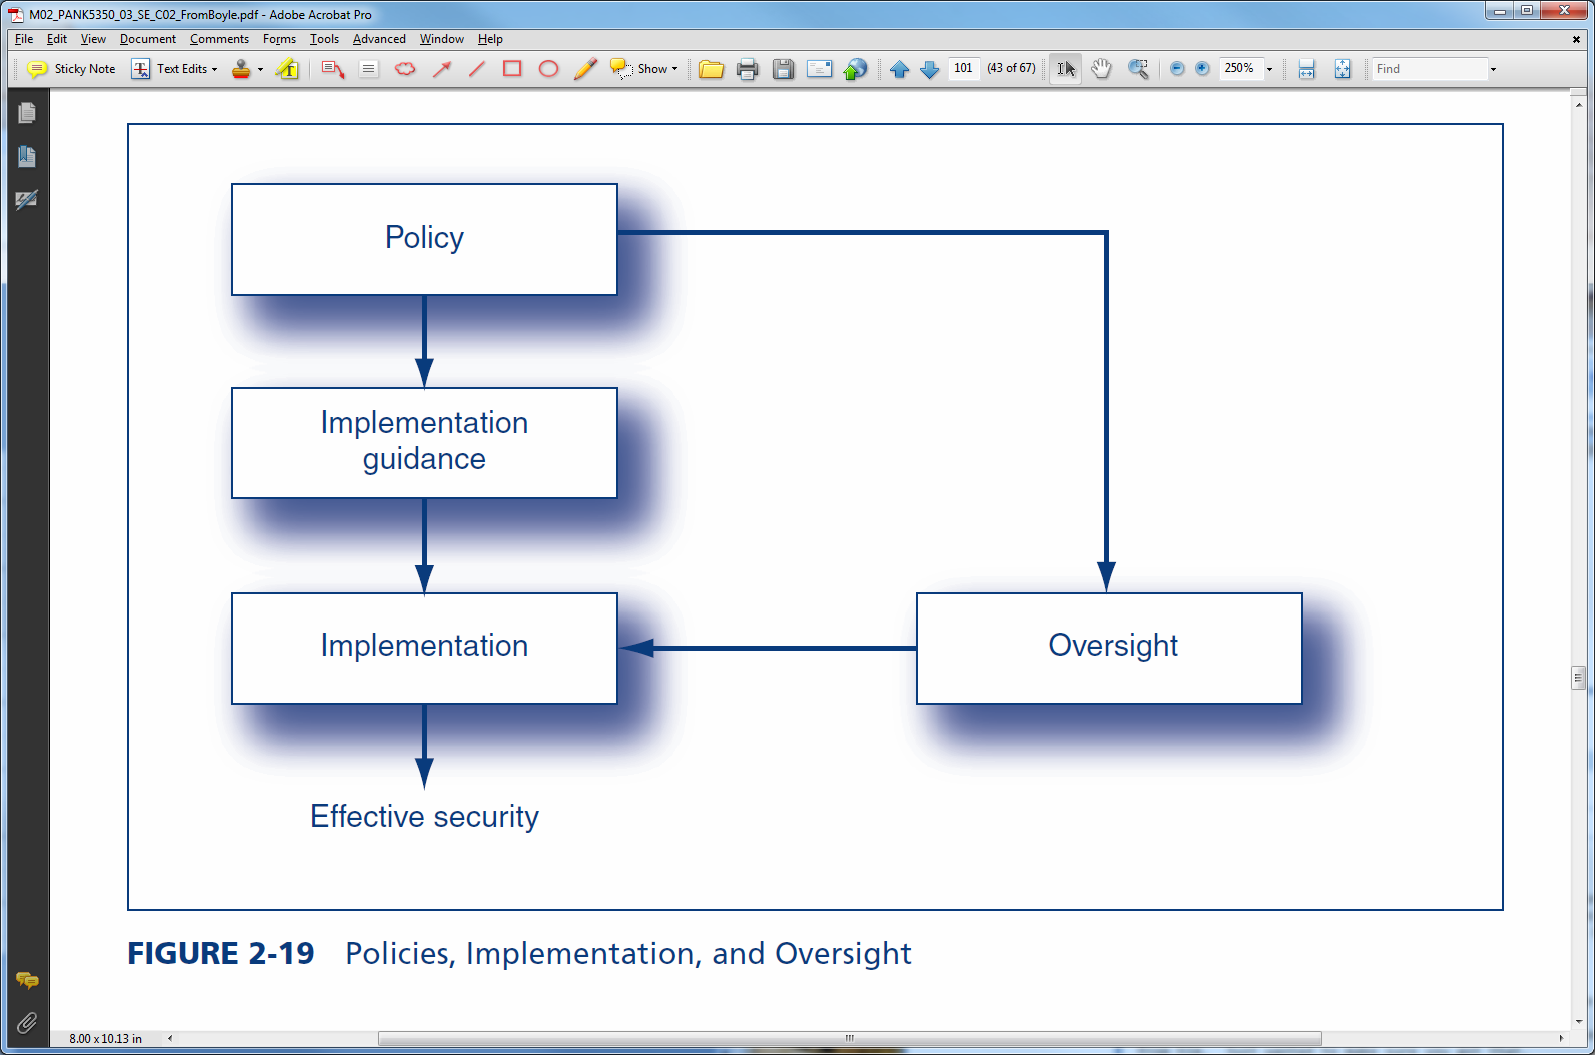 M02_PANK5350_03_SE_C02_FromBoyle.pdf - Adobe Acrobat Pro
File Edit View Document Comments Forms Tools Advanced Window Help
Sticky Note Text Edits Show 101 (43 of 67) 250% Find
Policy
Implementation
guidance
Implementation
Oversight
Effective security
FIGURE 2-19 Policies, Implementation, and Oversight
8.00 x 10.13 in